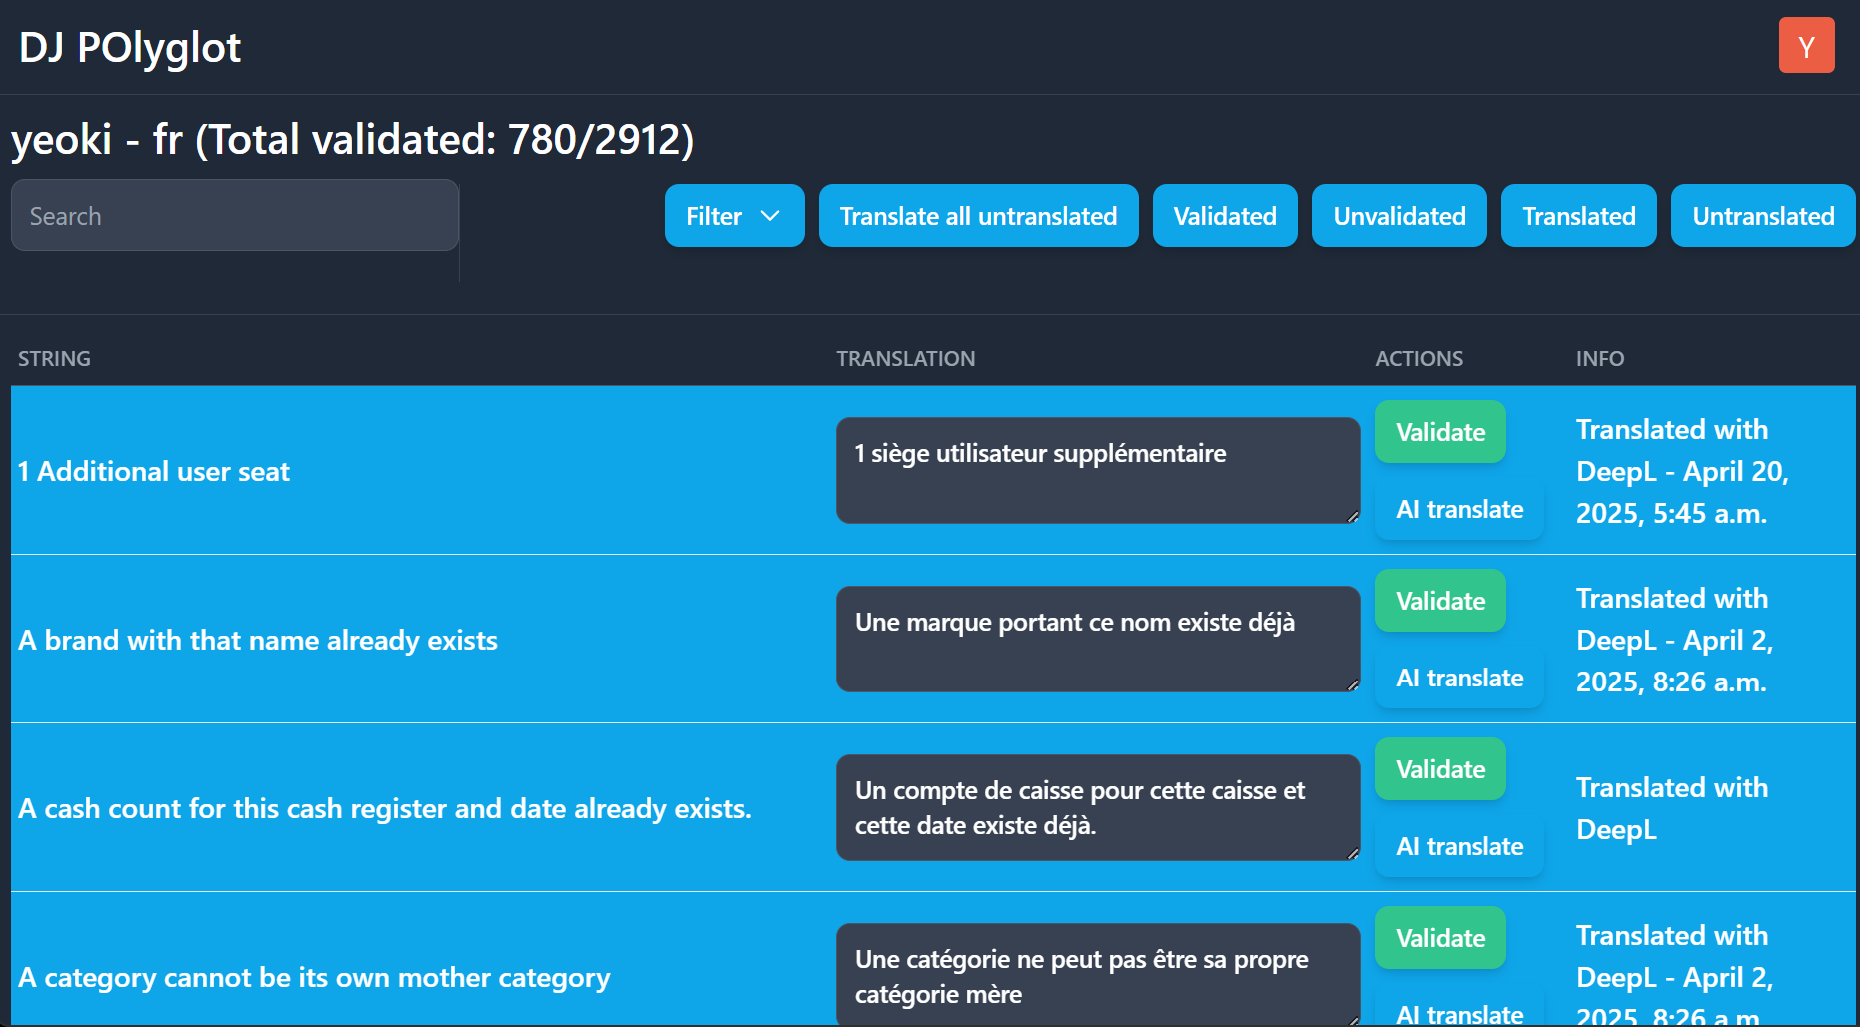 DJ POlyglot
Y
yeoki - fr (Total validated: 780/2912)
Search
Filter
Translate all untranslated
Validated
Unvalidated
Translated
Untranslated
STRING
TRANSLATION
ACTIONS
INFO
1 Additional user seat
1 siège utilisateur supplémentaire
Validate
AI translate
Translated with
DeepL - April 20,
2025, 5:45 a.m.
A brand with that name already exists
Une marque portant ce nom existe déjà
Validate
AI translate
Translated with
DeepL - April 2,
2025, 8:26 a.m.
A cash count for this cash register and date already exists.
Un compte de caisse pour cette caisse et
cette date existe déjà.
Validate
AI translate
Translated with
DeepL
A category cannot be its own mother category
Une catégorie ne peut pas être sa propre
catégorie mère
Validate
AI translate
Translated with
DeepL - April 2,
2025, 8:26 a.m.